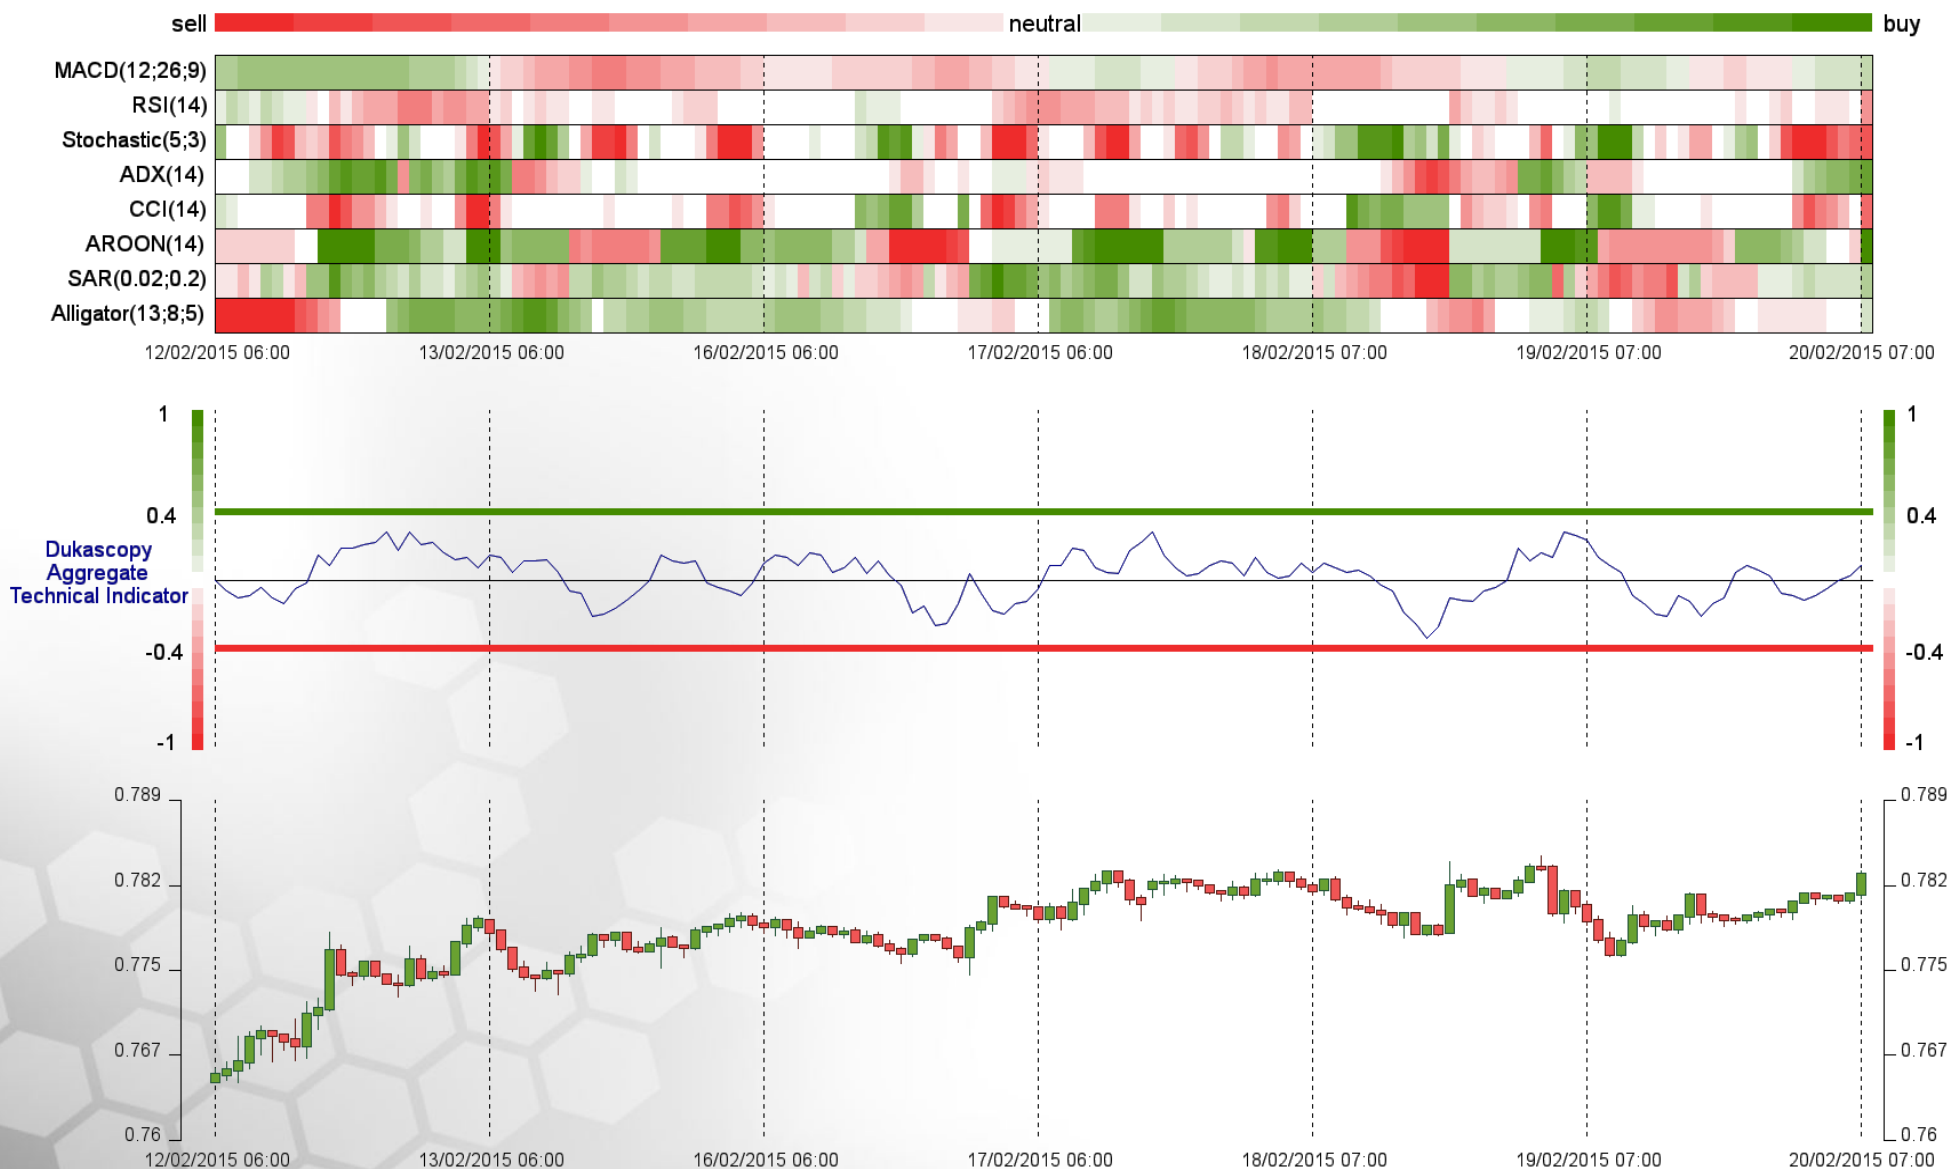 sell neutral buy
MACD(12;26;9)
RSI(14)
Stochastic(5;3)
ADX(14)
CCI(14)
AROON(14)
SAR(0.02;0.2)
Alligator(13;8;5)
12/02/2015 06:00 13/02/2015 06:00 16/02/2015 06:00 17/02/2015 06:00 18/02/2015 07:00 19/02/2015 07:00 20/02/2015 07:00
1 1
0.4 0.4
Dukascopy
Aggregate
Technical Indicator
-0.4 -0.4
-1 -1
0.789 0.789
0.782 0.782
0.775 0.775
0.767 0.767
0.76 0.76
12/02/2015 06:00 13/02/2015 06:00 16/02/2015 06:00 17/02/2015 06:00 18/02/2015 07:00 19/02/2015 07:00 20/02/2015 07:00